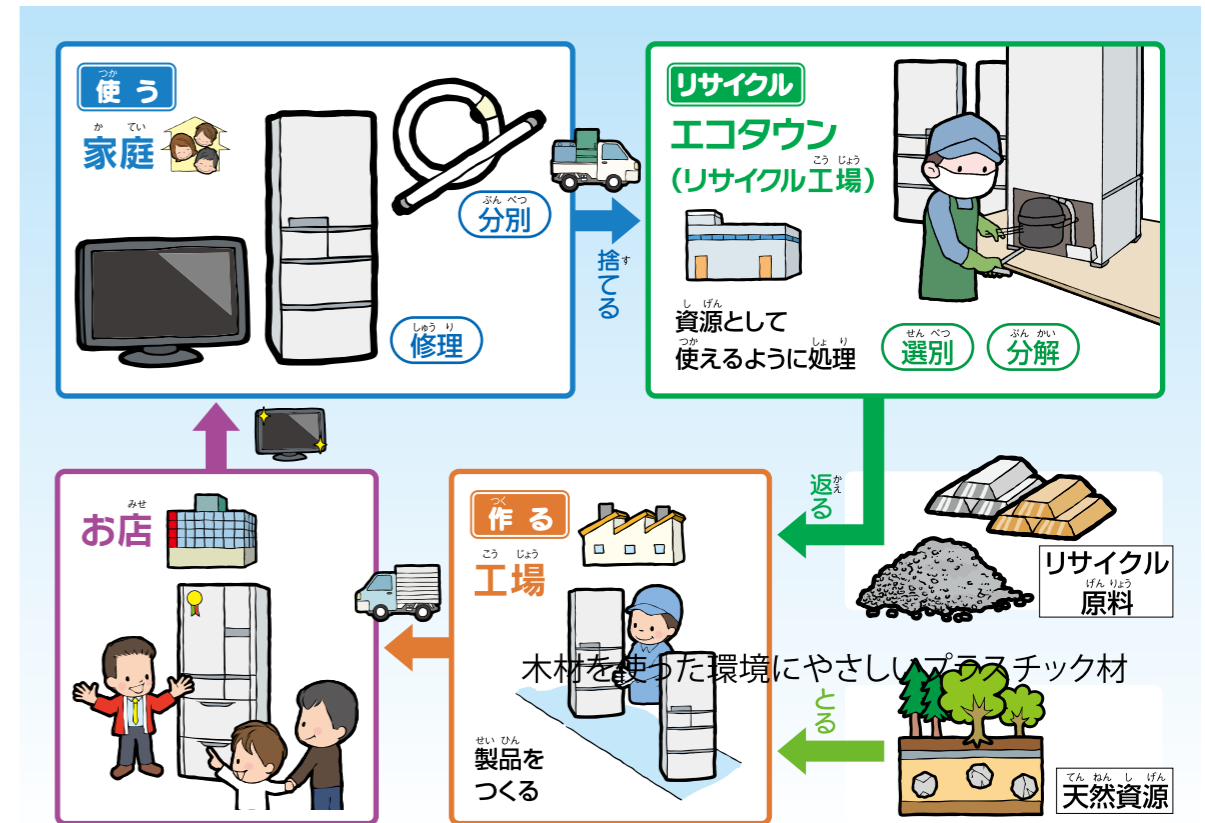 使う
家庭
分別
修理
捨てる
リサイクル
エコタウン
(リサイクル工場)
資源として
使えるように処理
選別
分解
返る
リサイクル
原料
お店
作る
工場
製品を
つくる
木材を使った環境にやさしいプラスチック材
とる
天然資源